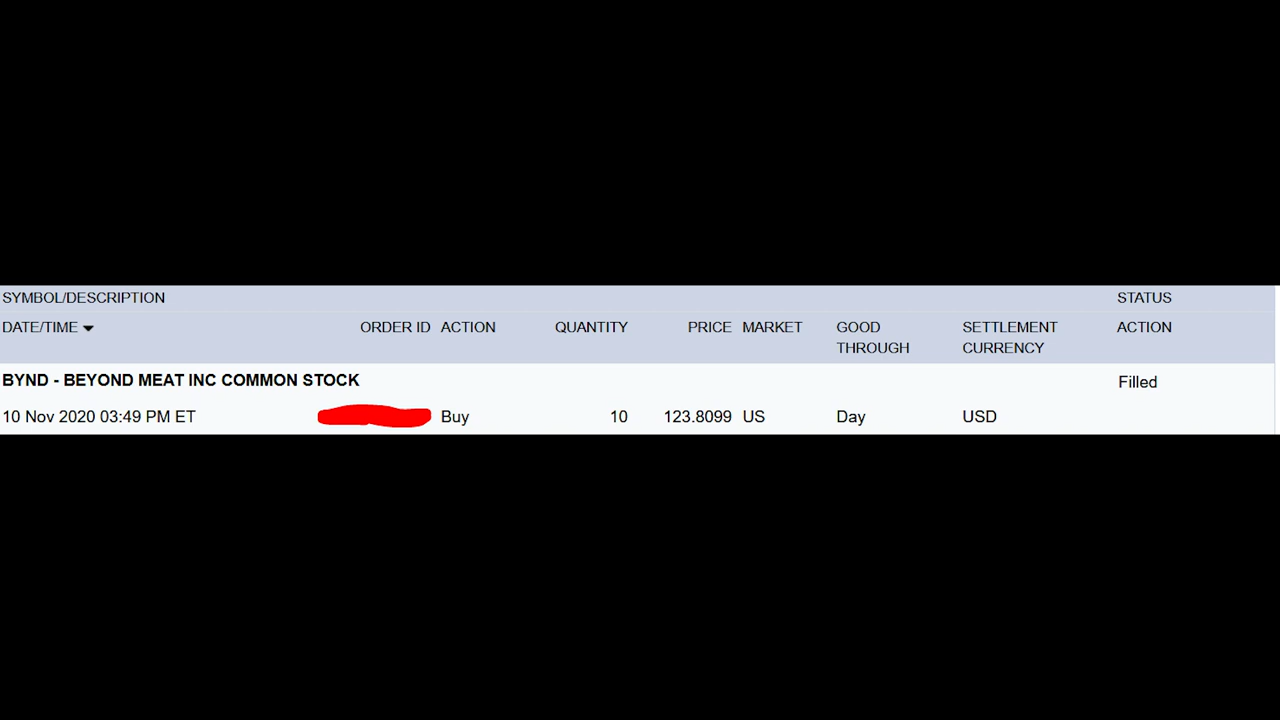 SYMBOL/DESCRIPTION STATUS
DATE/TIME ORDER ID ACTION QUANTITY PRICE MARKET GOOD THROUGH SETTLEMENT CURRENCY ACTION
BYND - BEYOND MEAT INC COMMON STOCK Filled
10 Nov 2020 03:49 PM ET Buy 10 123.8099 US Day USD